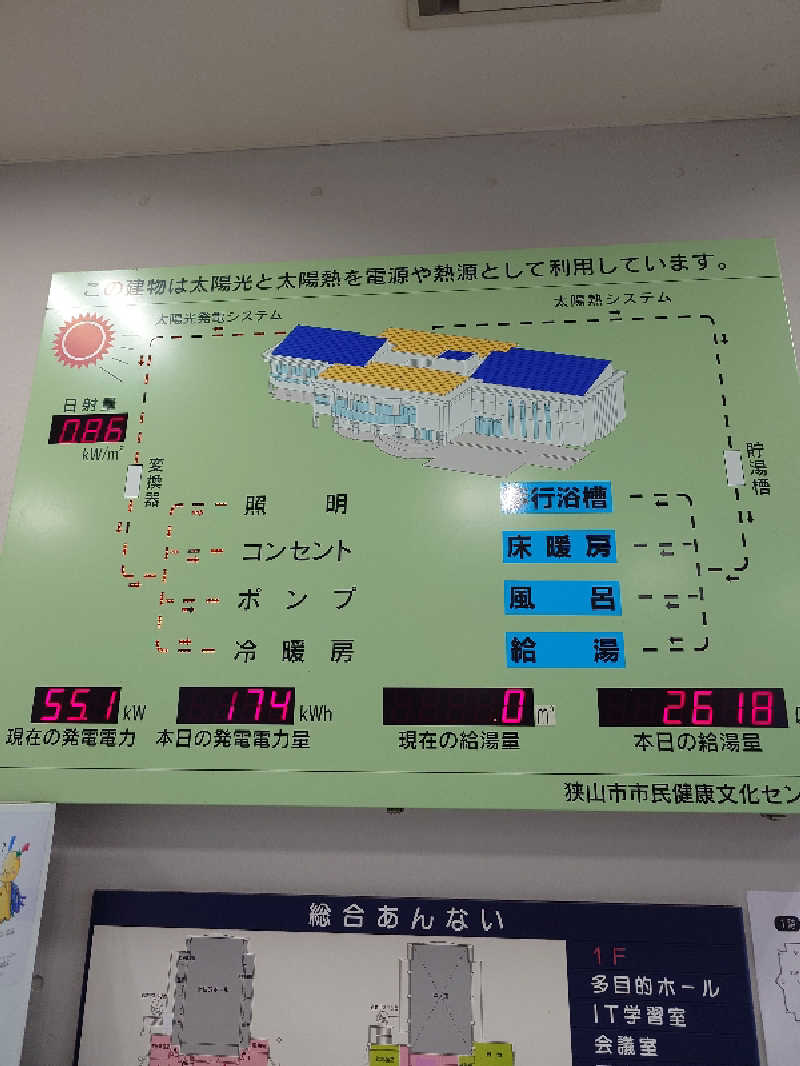 この建物は太陽光と太陽熱を電源や熱源として利用しています。
太陽光発電システム
太陽熱システム
日射量
0.86
kW/m²
変換器
貯湯槽
照明
コンセント
ポンプ
冷暖房
歩行浴槽
床暖房
風呂
給湯
55.1 kW
現在の発電電力
174 kWh
本日の発電電力量
0 m³
現在の給湯量
2618
本日の給湯量
狭山市市民健康文化セン
総合あんない
1F
多目的ホール
IT学習室
会議室
1階